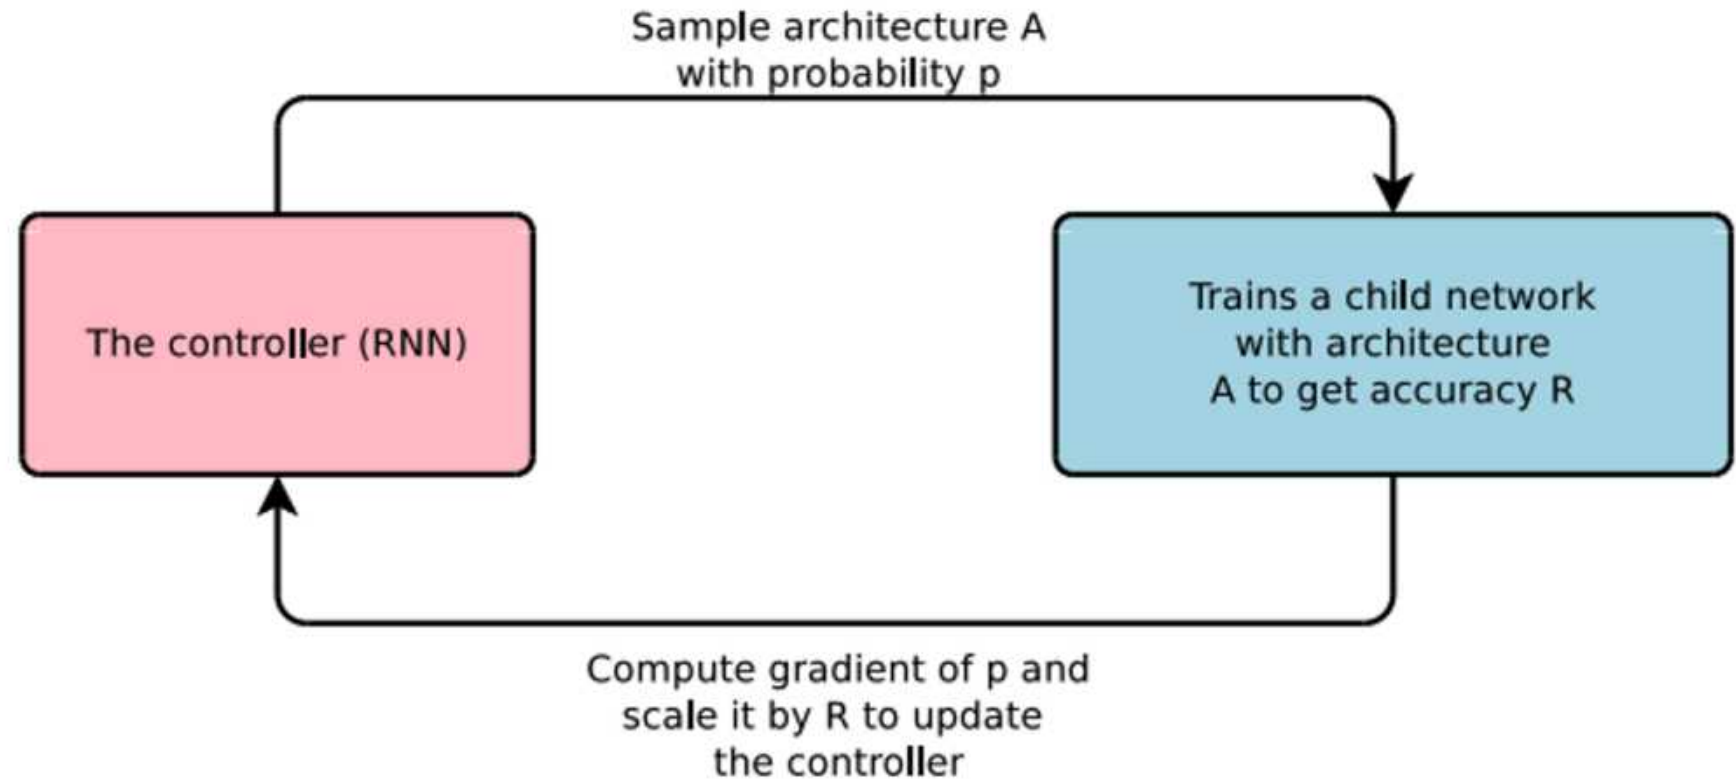 Sample architecture A
with probability p
The controller (RNN)
Trains a child network
with architecture
A to get accuracy R
Compute gradient of p and
scale it by R to update
the controller